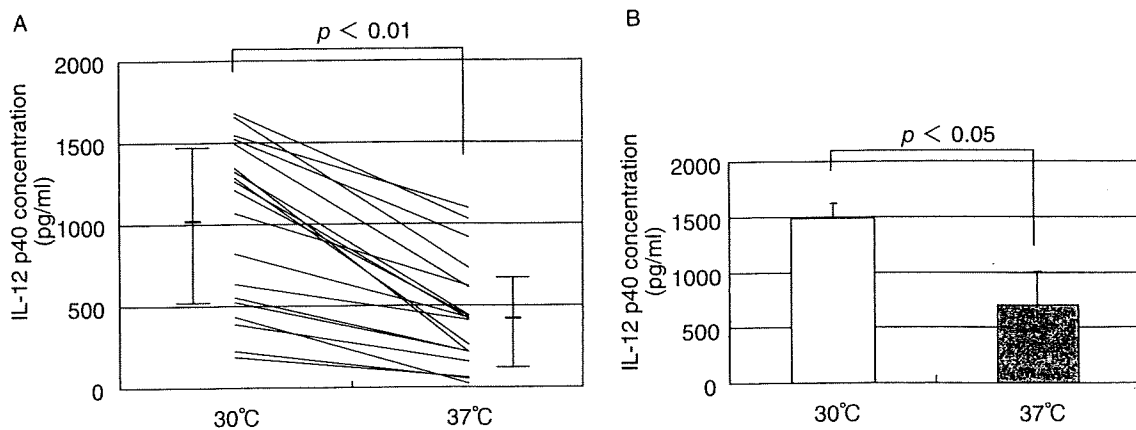 A
p < 0.01
IL-12 p40 concentration
(pg/ml)
2000
1500
1000
500
0
30℃
37℃
B
p < 0.05
IL-12 p40 concentration
(pg/ml)
2000
1500
1000
500
0
30℃
37℃